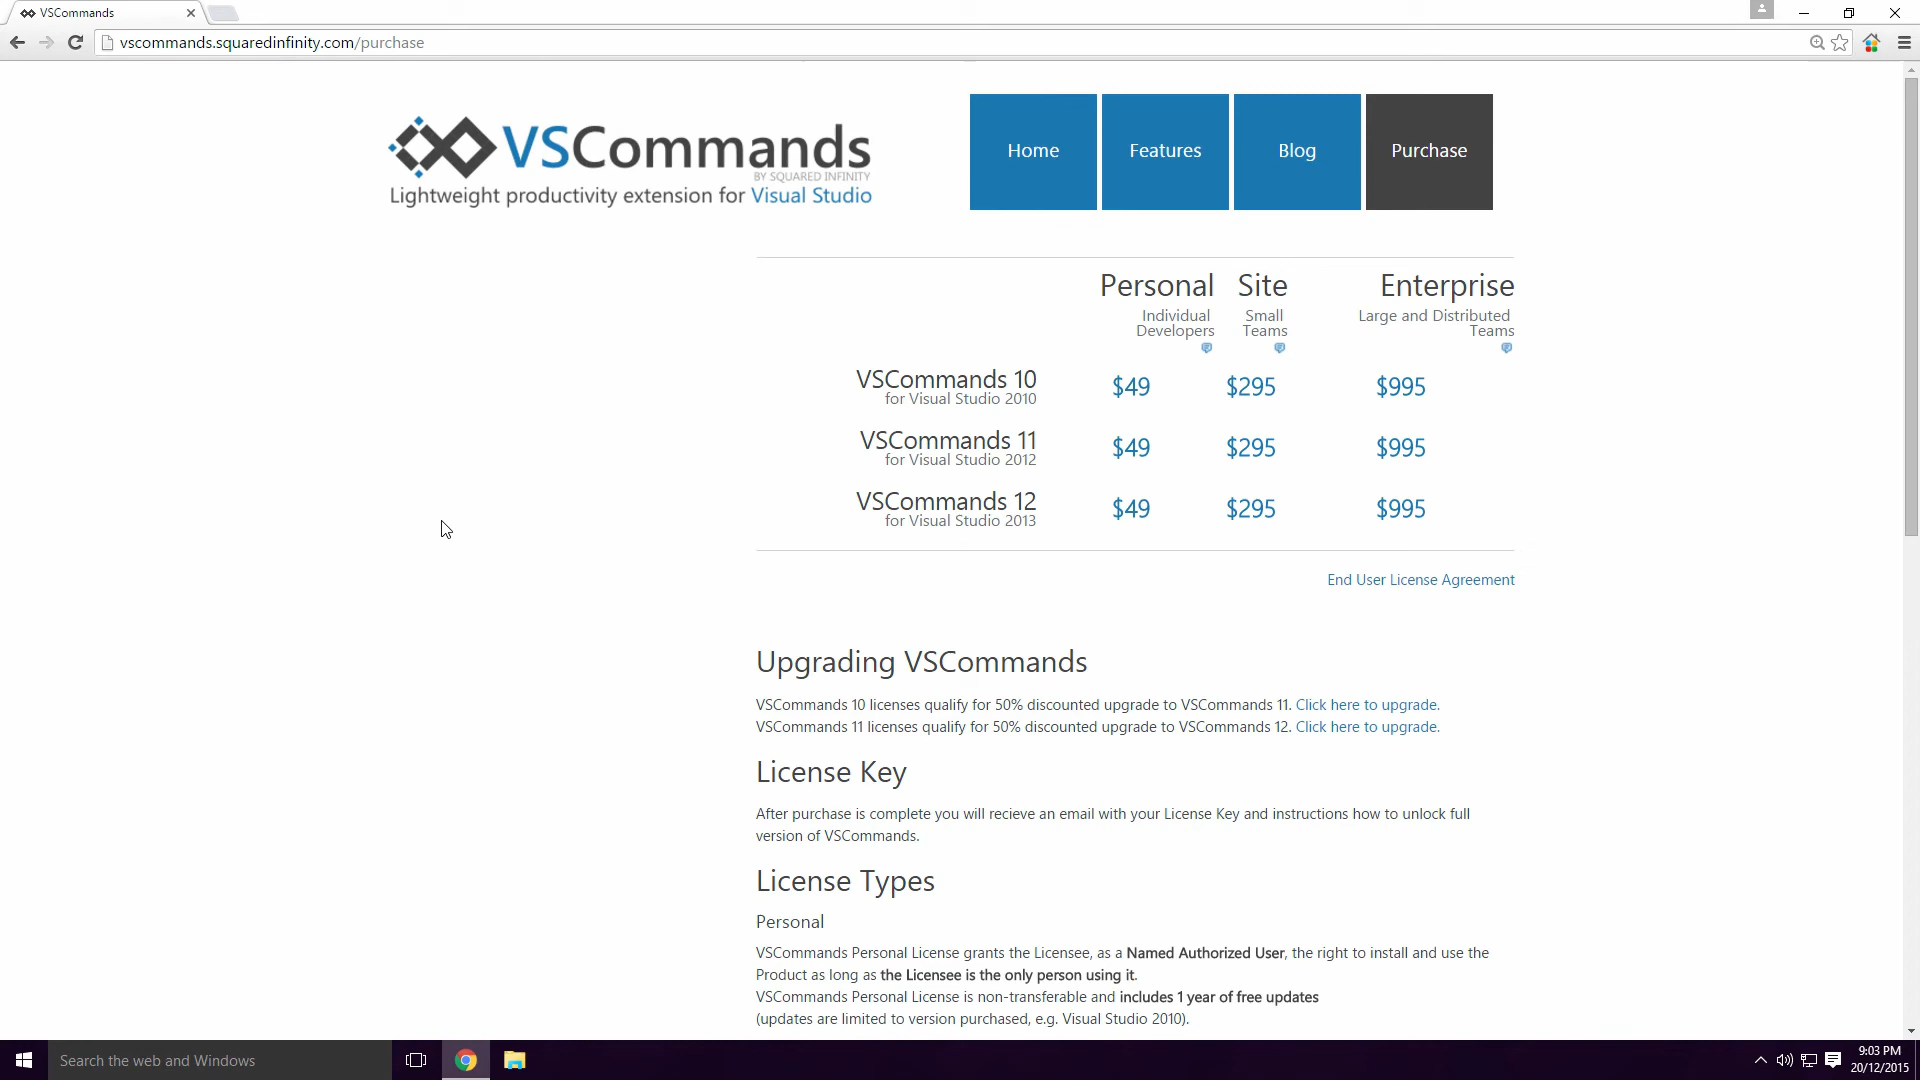 VSCommands
vscommands.squaredinfinity.com/purchase
VSCommands
BY SQUARED INFINITY
Lightweight productivity extension for Visual Studio
Home
Features
Blog
Purchase
Personal
Site
Enterprise
Individual
Developers
Small
Teams
Large and Distributed
Teams
VSCommands 10
for Visual Studio 2010
$49
$295
$995
VSCommands 11
for Visual Studio 2012
$49
$295
$995
VSCommands 12
for Visual Studio 2013
$49
$295
$995
End User License Agreement
Upgrading VSCommands
VSCommands 10 licenses qualify for 50% discounted upgrade to VSCommands 11. Click here to upgrade.
VSCommands 11 licenses qualify for 50% discounted upgrade to VSCommands 12. Click here to upgrade.
License Key
After purchase is complete you will recieve an email with your License Key and instructions how to unlock full
version of VSCommands.
License Types
Personal
VSCommands Personal License grants the Licensee, as a Named Authorized User, the right to install and use the
Product as long as the Licensee is the only person using it.
VSCommands Personal License is non-transferable and includes 1 year of free updates
(updates are limited to version purchased, e.g. Visual Studio 2010).
Search the web and Windows
9:03 PM
20/12/2015